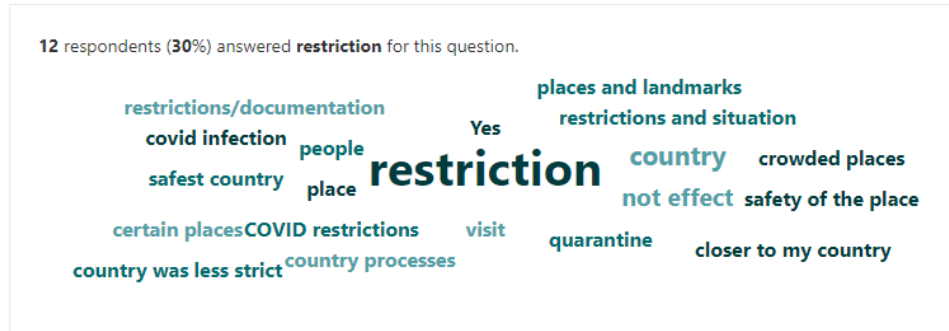 12 respondents (30%) answered restriction for this question.
places and landmarks
restrictions/documentation
restrictions and situation
Yes
covid infection
people
restriction
country
crowded places
safest country
place
not effect
safety of the place
certain places
COVID restrictions
visit
quarantine
closer to my country
country was less strict
country processes